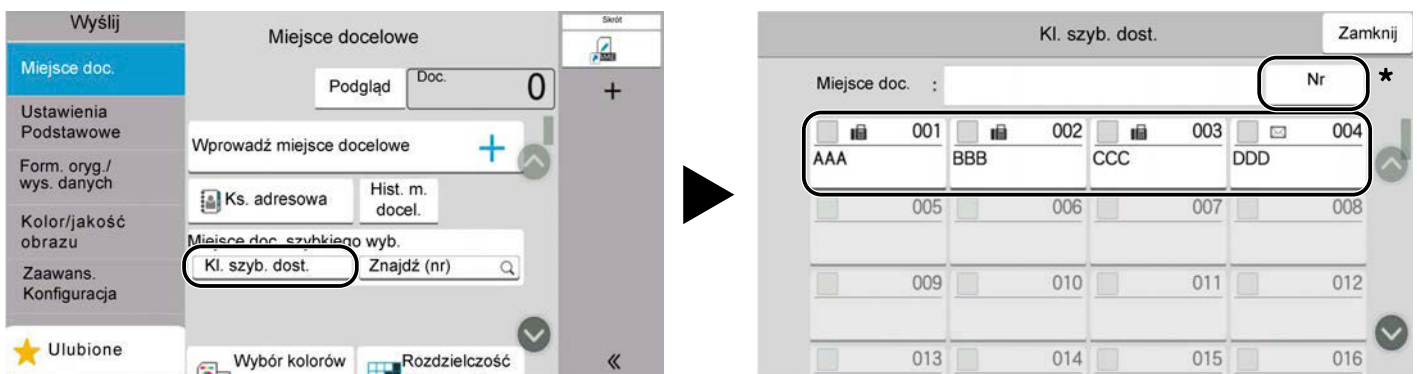 Wyślij
Miejsce doc.
Ustawienia
Podstawowe
Form. oryg./
wys. danych
Kolor/jakość
obrazu
Zaawans.
Konfiguracja
Ulubione
Miejsce docelowe
Podgląd
Doc.
0
Wprowadź miejsce docelowe
+
Ks. adresowa
Hist. m.
docel.
Miejsce doc. szybkiego wyb.
Kl. szyb. dost.
Znajdź (nr)
Wybór kolorów
Rozdzielczość
Skrót
+
«
Kl. szyb. dost.
Zamknij
Miejsce doc. :
Nr
*
001 002 003 004
AAA BBB CCC DDD
005 006 007 008
009 010 011 012
013 014 015 016